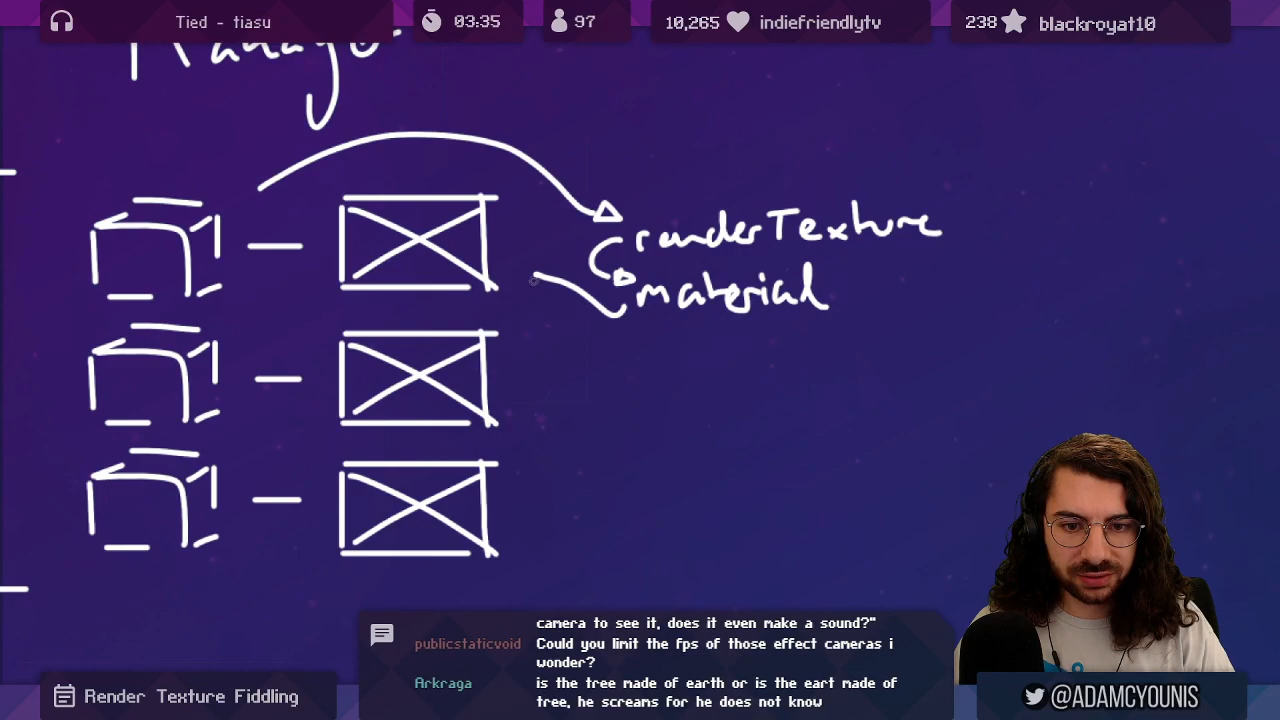 Tied - tiasu
03:35
97
10,265 indiefriendlytv
238 blackroyat10
Manage
renderTexture
material
camera to see it, does it even make a sound?"
publicstaticvoid Could you limit the fps of those effect cameras i
wonder?
Arkraga is the tree made of earth or is the eart made of
tree, he screams for he does not know
Render Texture Fiddling
@ADAMCYOUNIS